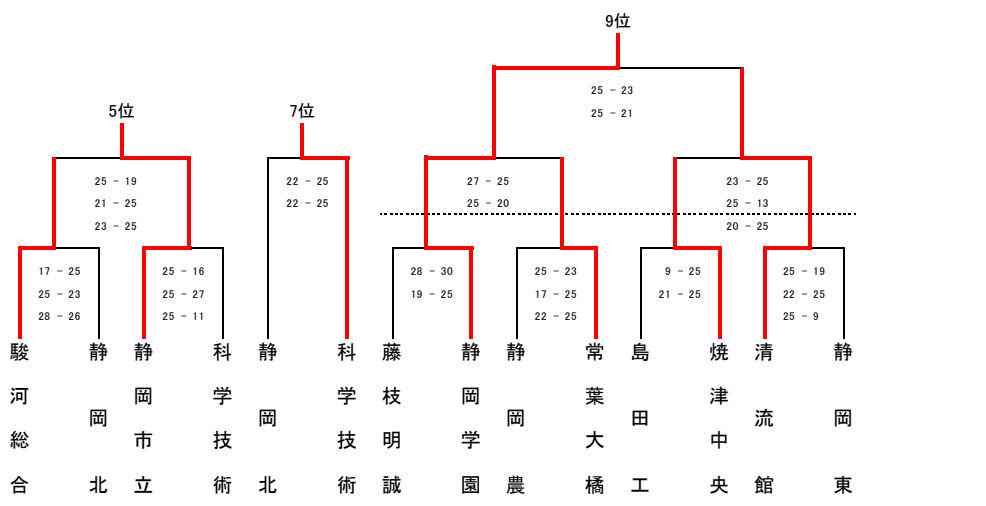 9位
25 - 23
25 - 21
5位
7位
25 - 19
21 - 25
23 - 25
22 - 25
22 - 25
27 - 25
25 - 20
23 - 25
25 - 13
20 - 25
17 - 25
25 - 23
28 - 26
25 - 16
25 - 27
25 - 11
28 - 30
19 - 25
25 - 23
17 - 25
22 - 25
9 - 25
21 - 25
25 - 19
22 - 25
25 - 9
駿河総合
静岡北
静岡市立
科学技術
静岡北
科学技術
藤枝明誠
静岡学園
静岡農
常葉大橘
島田工
焼津中央
清流館
静岡東